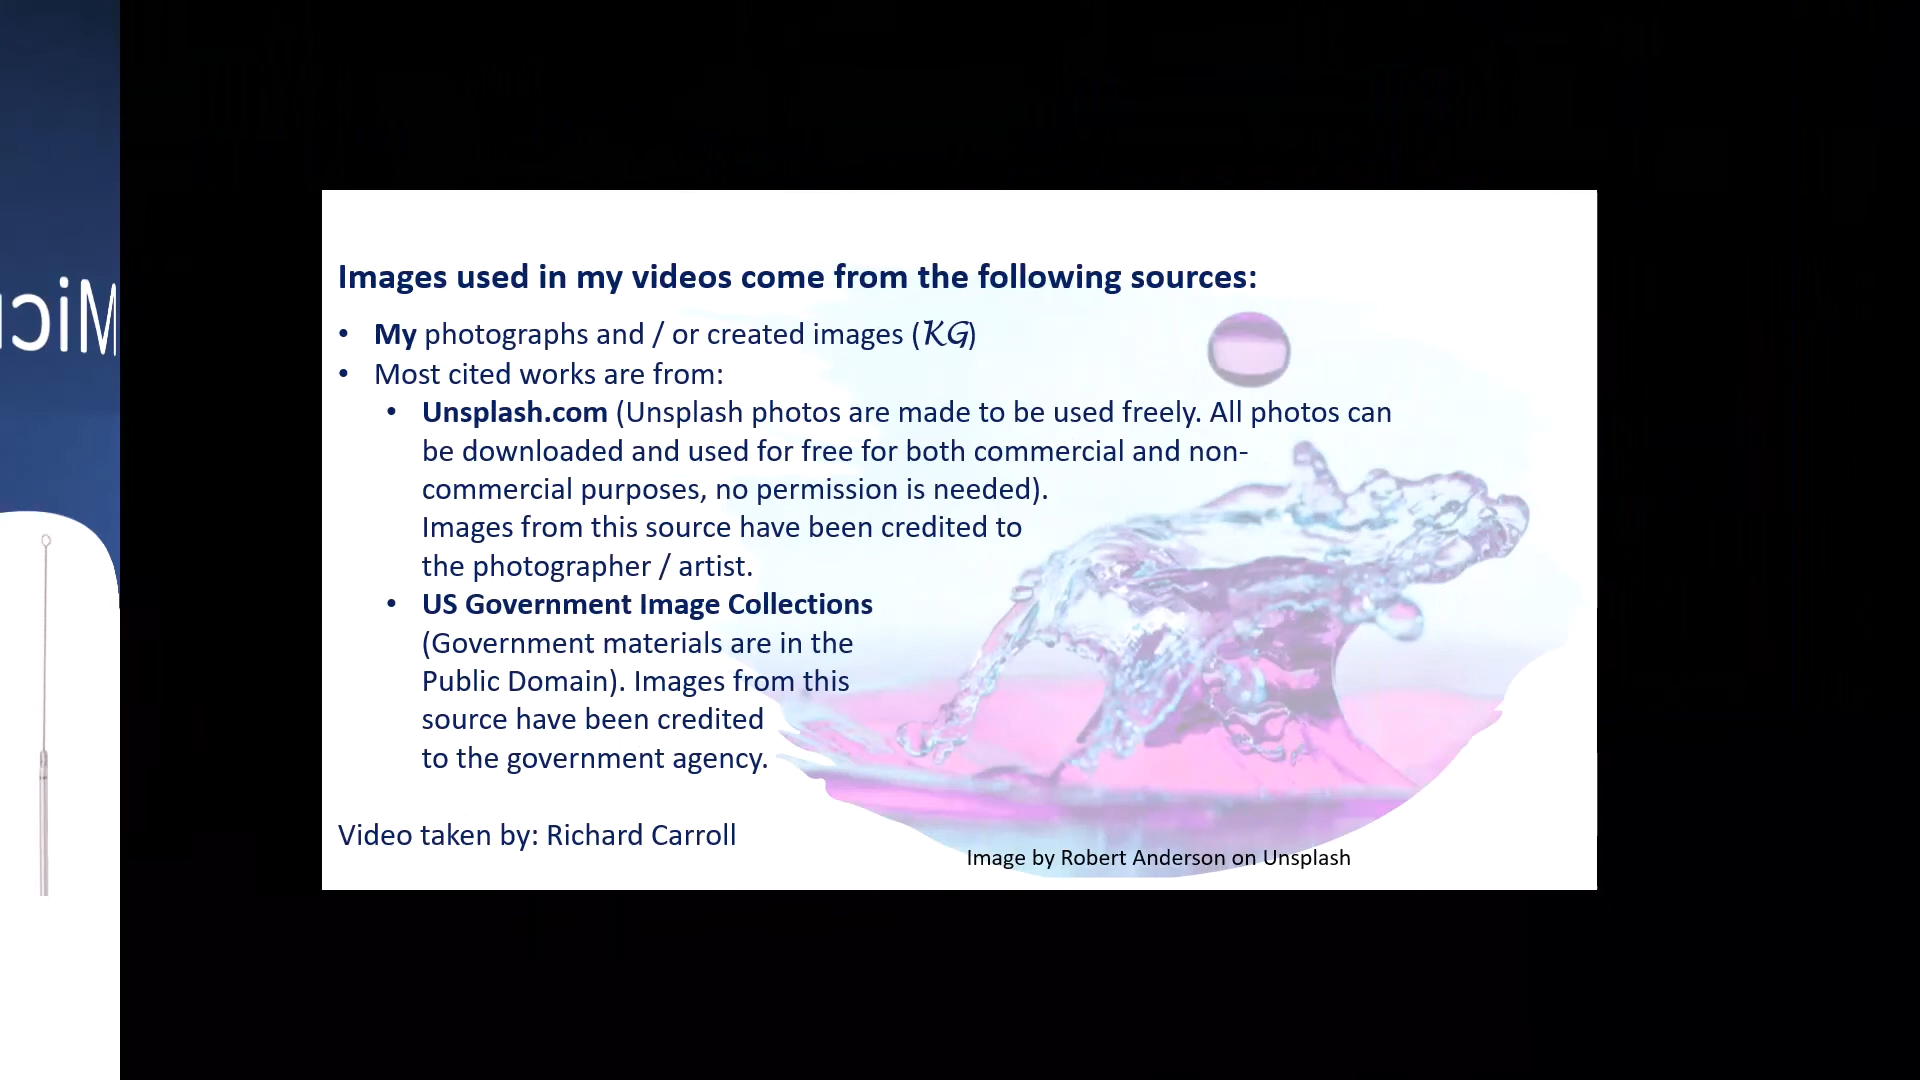 Images used in my videos come from the following sources:
• My photographs and / or created images (KG)
• Most cited works are from:
• Unsplash.com (Unsplash photos are made to be used freely. All photos can
be downloaded and used for free for both commercial and non-
commercial purposes, no permission is needed).
Images from this source have been credited to
the photographer / artist.
• US Government Image Collections
(Government materials are in the
Public Domain). Images from this
source have been credited
to the government agency.
Video taken by: Richard Carroll
Image by Robert Anderson on Unsplash